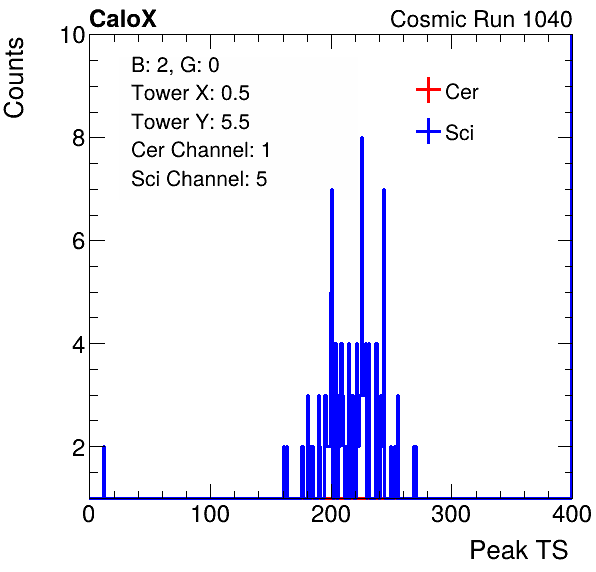 CaloX
Cosmic Run 1040
Counts
10
8
6
4
2
B: 2, G: 0
Tower X: 0.5
Tower Y: 5.5
Cer Channel: 1
Sci Channel: 5
Cer
Sci
0
100
200
300
400
Peak TS